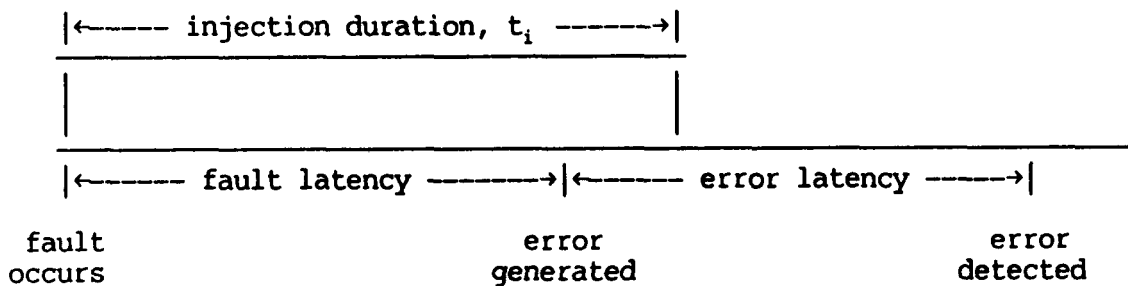 |←----- injection duration, tᵢ ------→|
|←----- fault latency -------→|←----- error latency -----→|
fault error error
occurs generated detected